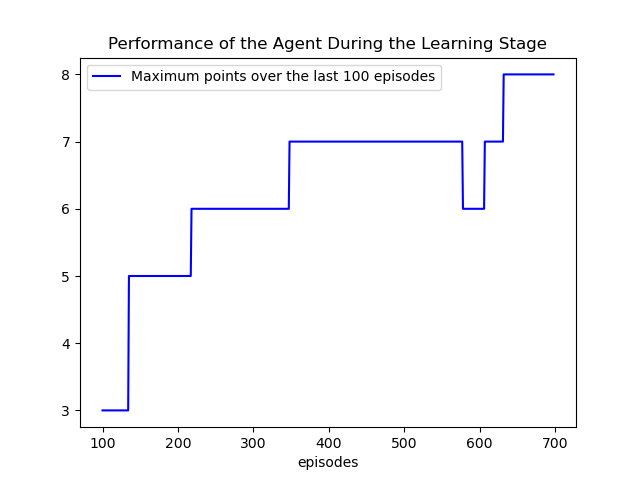 Performance of the Agent During the Learning Stage
Maximum points over the last 100 episodes
8
7
6
5
4
3
100 200 300 400 500 600 700
episodes